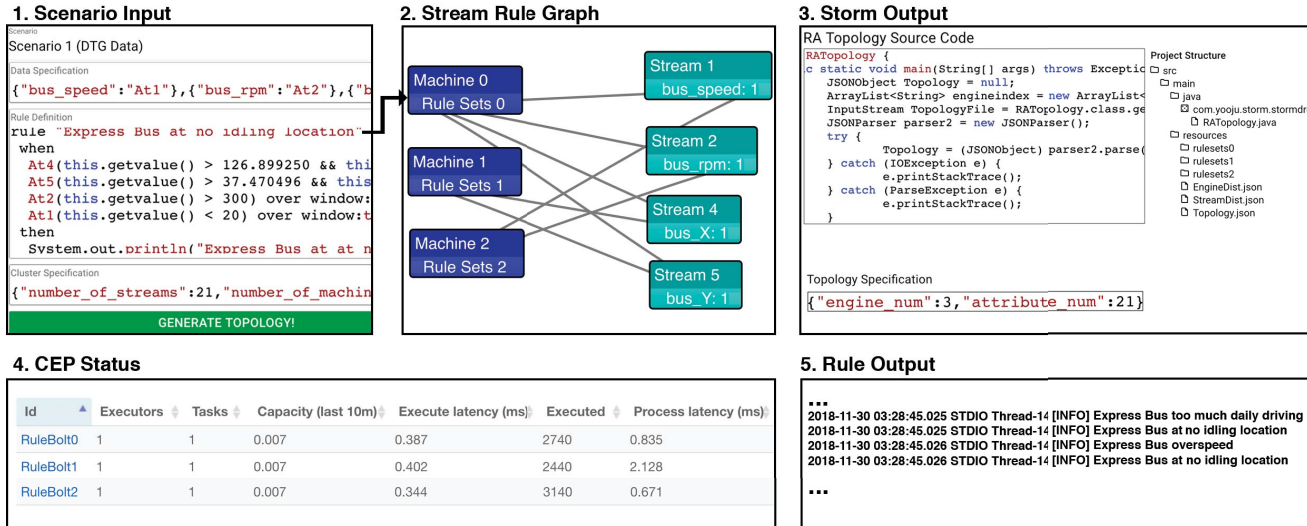 1. Scenario Input
Scenario
Scenario 1 (DTG Data)
Data Specification
{"bus_speed":"At1"},{"bus_rpm":"At2"},{"b
Rule Definition
rule "Express Bus at no idling location"
when
At4(this.getvalue() > 126.899250 && thi
At5(this.getvalue() > 37.470496 && this
At2(this.getvalue() > 300) over window:
At1(this.getvalue() < 20) over window:t
then
System.out.println("Express Bus at at n
Cluster Specification
{"number_of_streams":21,"number_of_machin
GENERATE TOPOLOGY!
2. Stream Rule Graph
Machine 0
Rule Sets 0
Machine 1
Rule Sets 1
Machine 2
Rule Sets 2
Stream 1
bus_speed: 1
Stream 2
bus_rpm: 1
Stream 4
bus_X: 1
Stream 5
bus_Y: 1
3. Storm Output
RA Topology Source Code
RATopology {
c static void main(String[] args) throws Exceptic
JSONObject Topology = null;
ArrayList<String> engineindex = new ArrayList<
InputStream TopologyFile = RATopology.class.ge
JSONParser parser2 = new JSONParser();
try {
Topology = (JSONObject) parser2.parse(
} catch (IOException e) {
e.printStackTrace();
} catch (ParseException e) {
e.printStackTrace();
}
Project Structure
src
main
java
com.yooju.storm.stormdr
RATopology.java
resources
rulesets0
rulesets1
rulesets2
EngineDist.json
StreamDist.json
Topology.json
Topology Specification
{"engine_num":3,"attribute_num":21}
4. CEP Status
Id Executors Tasks Capacity (last 10m) Execute latency (ms) Executed Process latency (ms)
RuleBolt0 1 1 0.007 0.387 2740 0.835
RuleBolt1 1 1 0.007 0.402 2440 2.128
RuleBolt2 1 1 0.007 0.344 3140 0.671
5. Rule Output
...
2018-11-30 03:28:45.025 STDIO Thread-14 [INFO] Express Bus too much daily driving
2018-11-30 03:28:45.025 STDIO Thread-14 [INFO] Express Bus at no idling location
2018-11-30 03:28:45.026 STDIO Thread-14 [INFO] Express Bus overspeed
2018-11-30 03:28:45.026 STDIO Thread-14 [INFO] Express Bus at no idling location
...